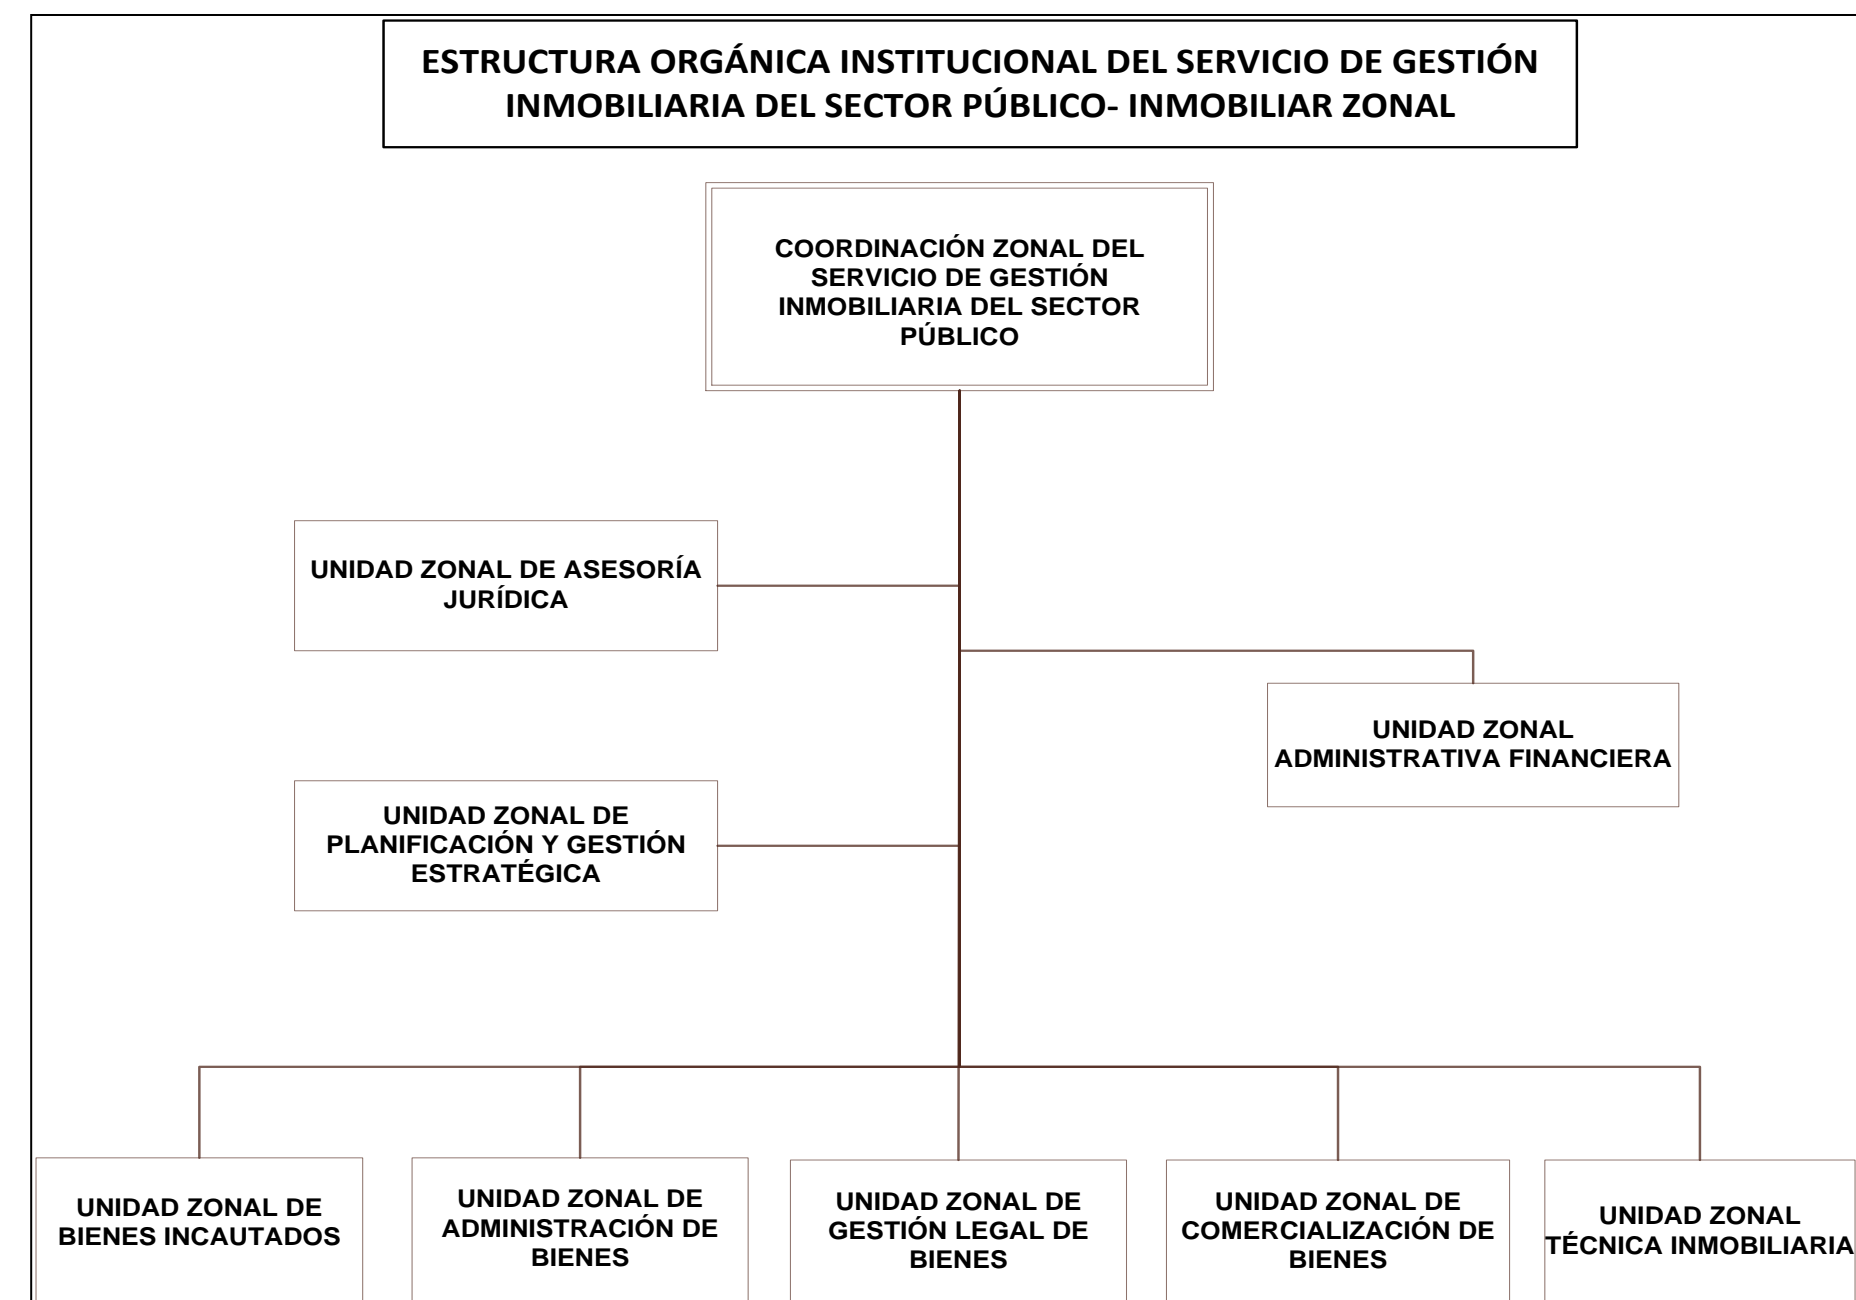 ESTRUCTURA ORGÁNICA INSTITUCIONAL DEL SERVICIO DE GESTIÓN
INMOBILIARIA DEL SECTOR PÚBLICO- INMOBILIAR ZONAL
COORDINACIÓN ZONAL DEL
SERVICIO DE GESTIÓN
INMOBILIARIA DEL SECTOR
PÚBLICO
UNIDAD ZONAL DE ASESORÍA
JURÍDICA
UNIDAD ZONAL
ADMINISTRATIVA FINANCIERA
UNIDAD ZONAL DE
PLANIFICACIÓN Y GESTIÓN
ESTRATÉGICA
UNIDAD ZONAL DE
BIENES INCAUTADOS
UNIDAD ZONAL DE
ADMINISTRACIÓN DE
BIENES
UNIDAD ZONAL DE
GESTIÓN LEGAL DE
BIENES
UNIDAD ZONAL DE
COMERCIALIZACIÓN DE
BIENES
UNIDAD ZONAL
TÉCNICA INMOBILIARIA